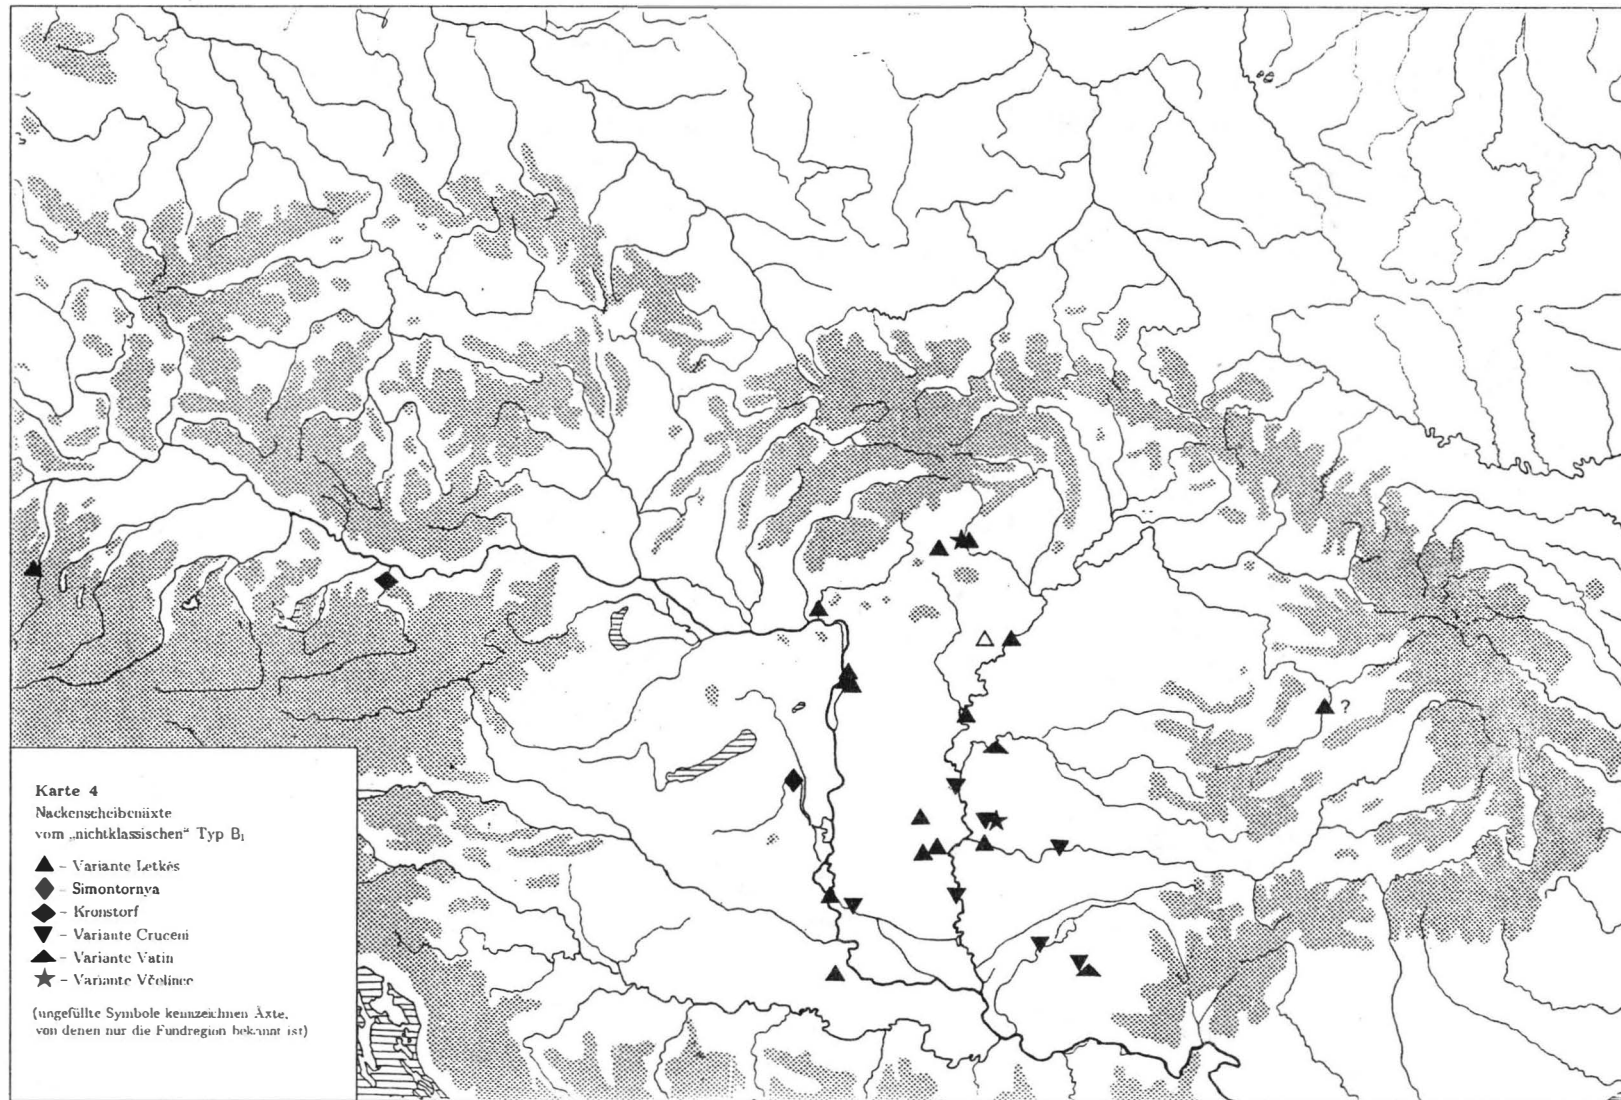 Karte 4
Nackenscheibenäxte
vom „nichtklassischen“ Typ B₁
– Variante Letkés
– Simontornya
– Kronstorf
– Variante Cruceni
– Variante Vatin
– Variante Včelince
(ungefüllte Symbole kennzeichnen Äxte,
von denen nur die Fundregion bekannt ist)
?